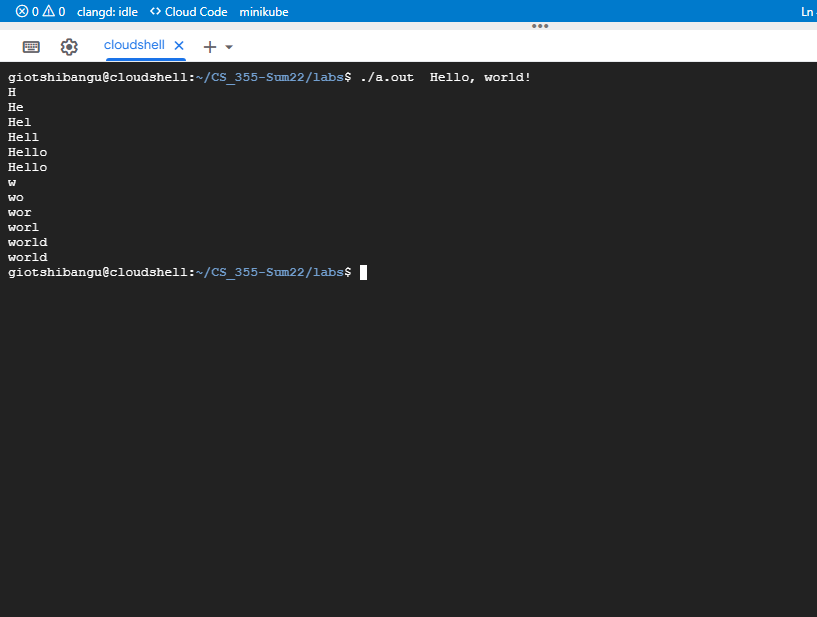 0 0 clangd: idle <> Cloud Code minikube Ln
cloudshell
giotshibangu@cloudshell:~/CS_355-Sum22/labs$ ./a.out  Hello, world!
H
He
Hel
Hell
Hello
Hello
w
wo
wor
worl
world
world
giotshibangu@cloudshell:~/CS_355-Sum22/labs$